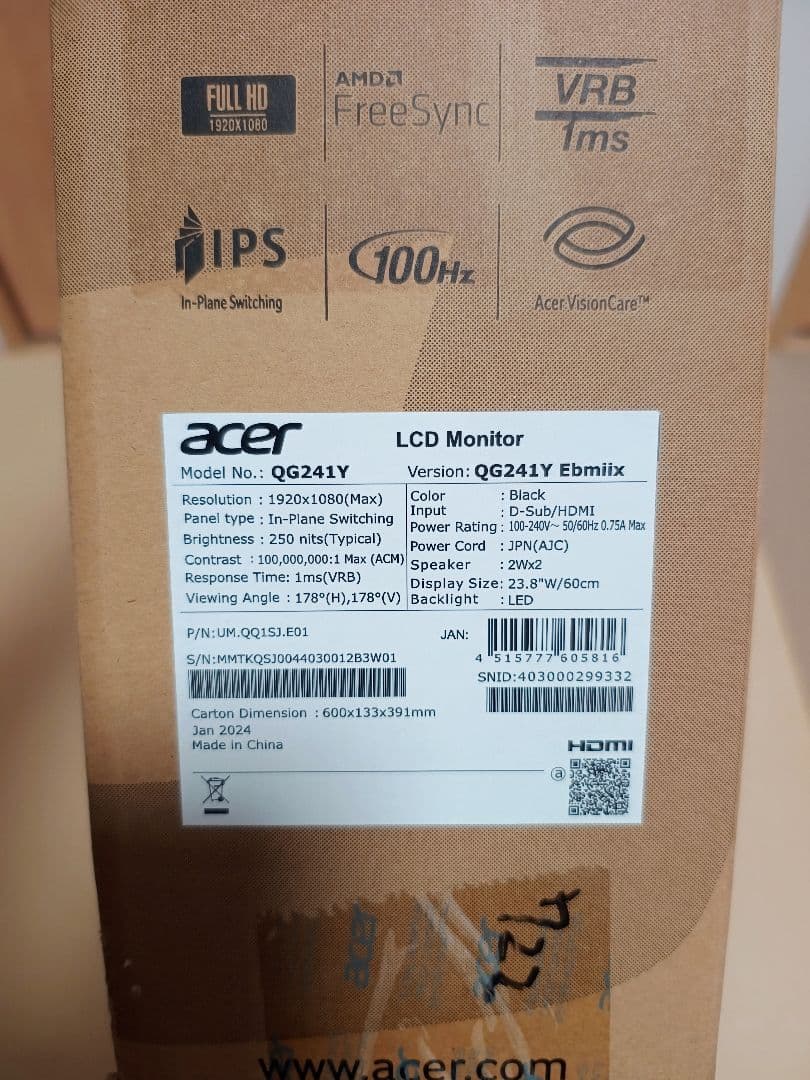 FULL HD
1920X1080
AMD
FreeSync
VRB
1ms
IPS
In-Plane Switching
100Hz
Acer VisionCare™
acer
LCD Monitor
Model No.: QG241Y
Version: QG241Y Ebmiix
Resolution : 1920x1080(Max)
Panel type : In-Plane Switching
Brightness : 250 nits(Typical)
Contrast : 100,000,000:1 Max (ACM)
Response Time: 1ms(VRB)
Viewing Angle : 178°(H),178°(V)
Color : Black
Input : D-Sub/HDMI
Power Rating : 100-240V~ 50/60Hz 0.75A Max
Power Cord : JPN(AJC)
Speaker : 2Wx2
Display Size: 23.8"W/60cm
Backlight : LED
P/N:UM.QQ1SJ.E01
JAN:
4 515777 605816
S/N:MMTKQSJ0044030012B3W01
SNID:403000299332
Carton Dimension : 600x133x391mm
Jan 2024
Made in China
HDMI
a
www.acer.com